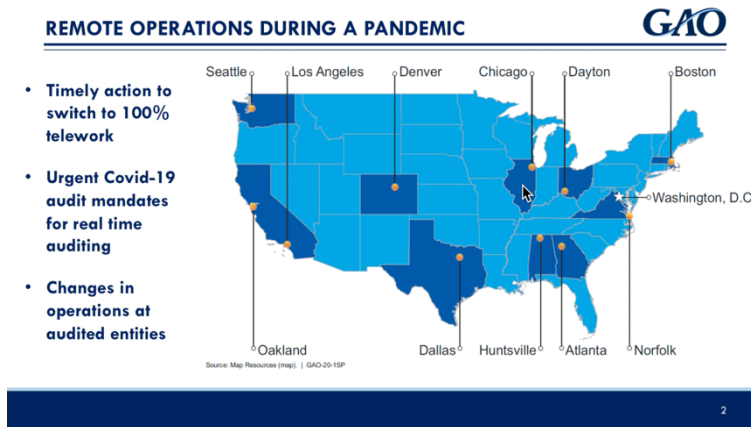 REMOTE OPERATIONS DURING A PANDEMIC
GAO
• Timely action to
switch to 100%
telework
• Urgent Covid-19
audit mandates
for real time
auditing
• Changes in
operations at
audited entities
Seattle
Los Angeles
Denver
Chicago
Dayton
Boston
Washington, D.C
Oakland
Dallas
Huntsville
Atlanta
Norfolk
Source: Map Resources (map). | GAO-20-1SP
2